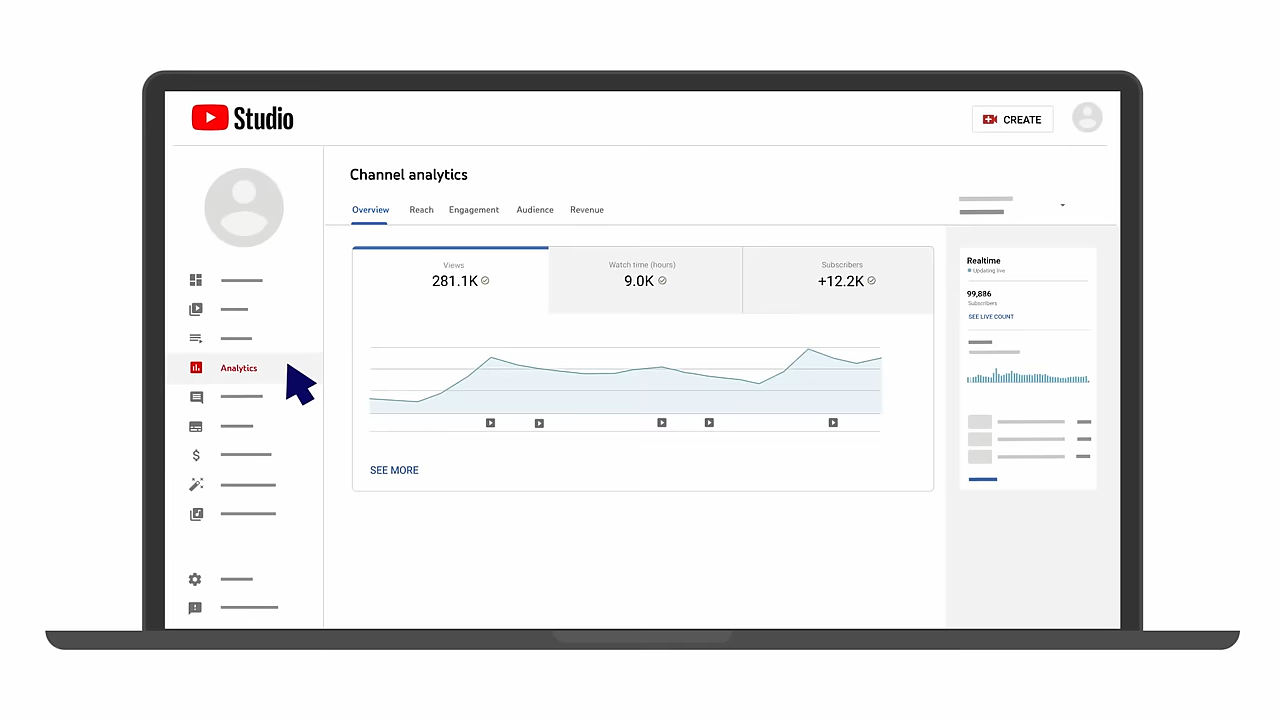 Studio
CREATE
Channel analytics
Overview Reach Engagement Audience Revenue
Views
281.1K
Watch time (hours)
9.0K
Subscribers
+12.2K
Analytics
SEE MORE
Realtime
Updating live
99,886
Subscribers
SEE LIVE COUNT
$